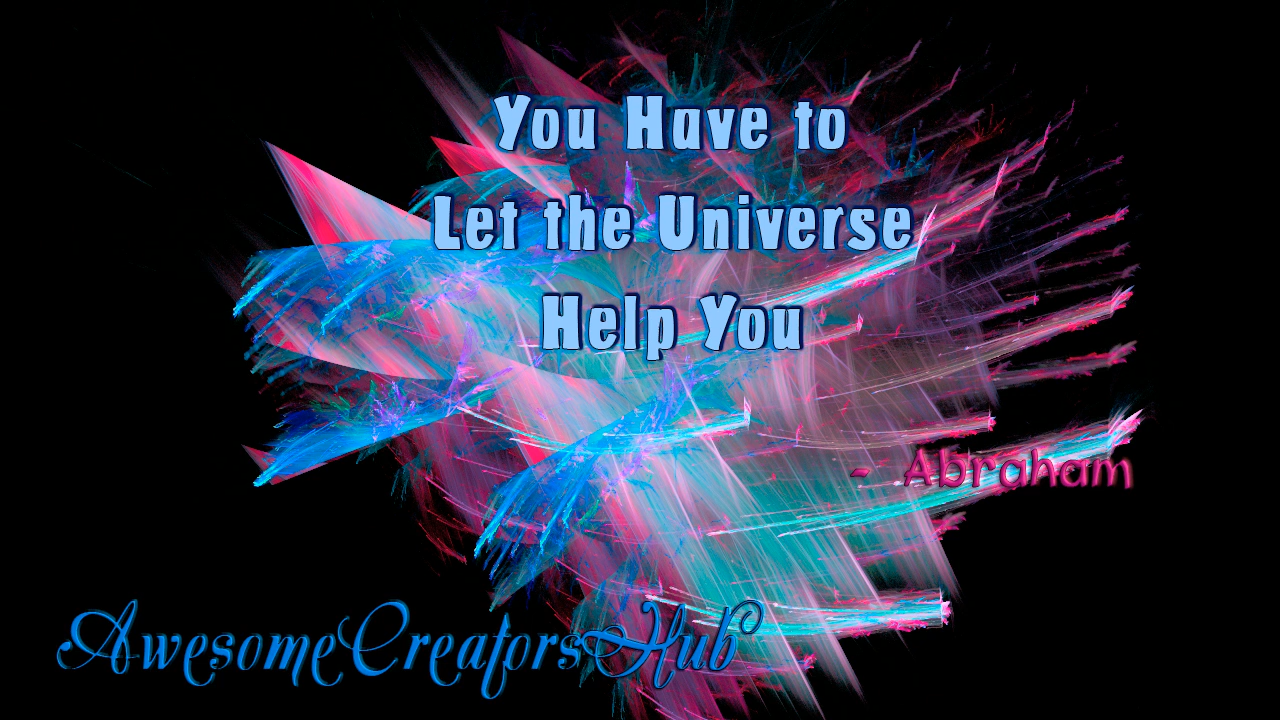 You Have to
Let the Universe
Help You
- Abraham
AwesomeCreatorsHub